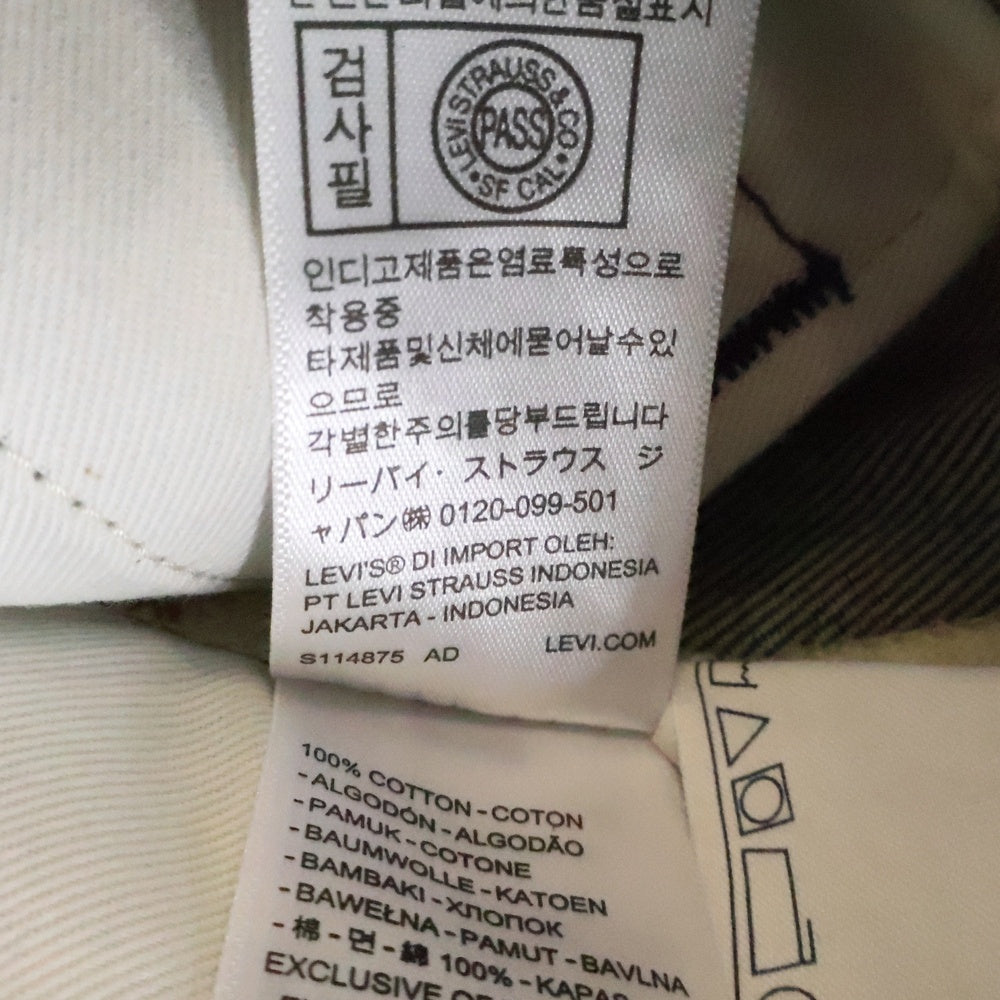 품질표시
검사필
LEVI STRAUSS & CO
PASS
• SF CAL •
인디고제품은염료특성으로
착용중
타제품및신체에묻어날수있
으므로
각별한주의를당부드립니다
リーバイ・ストラウス ジ
ャパン㈱ 0120-099-501
LEVI'S® DI IMPORT OLEH:
PT LEVI STRAUSS INDONESIA
JAKARTA - INDONESIA
S114875 AD LEVI.COM
100% COTTON - COTON
- ALGODÓN - ALGODÃO
- PAMUK - COTONE
- BAUMWOLLE - KATOEN
- BAMBAKI - ХЛОПОК
- BAWEŁNA - PAMUT - BAVLNA
- 棉 - 면 - 綿 100% - KAPAS
EXCLUSIVE OF